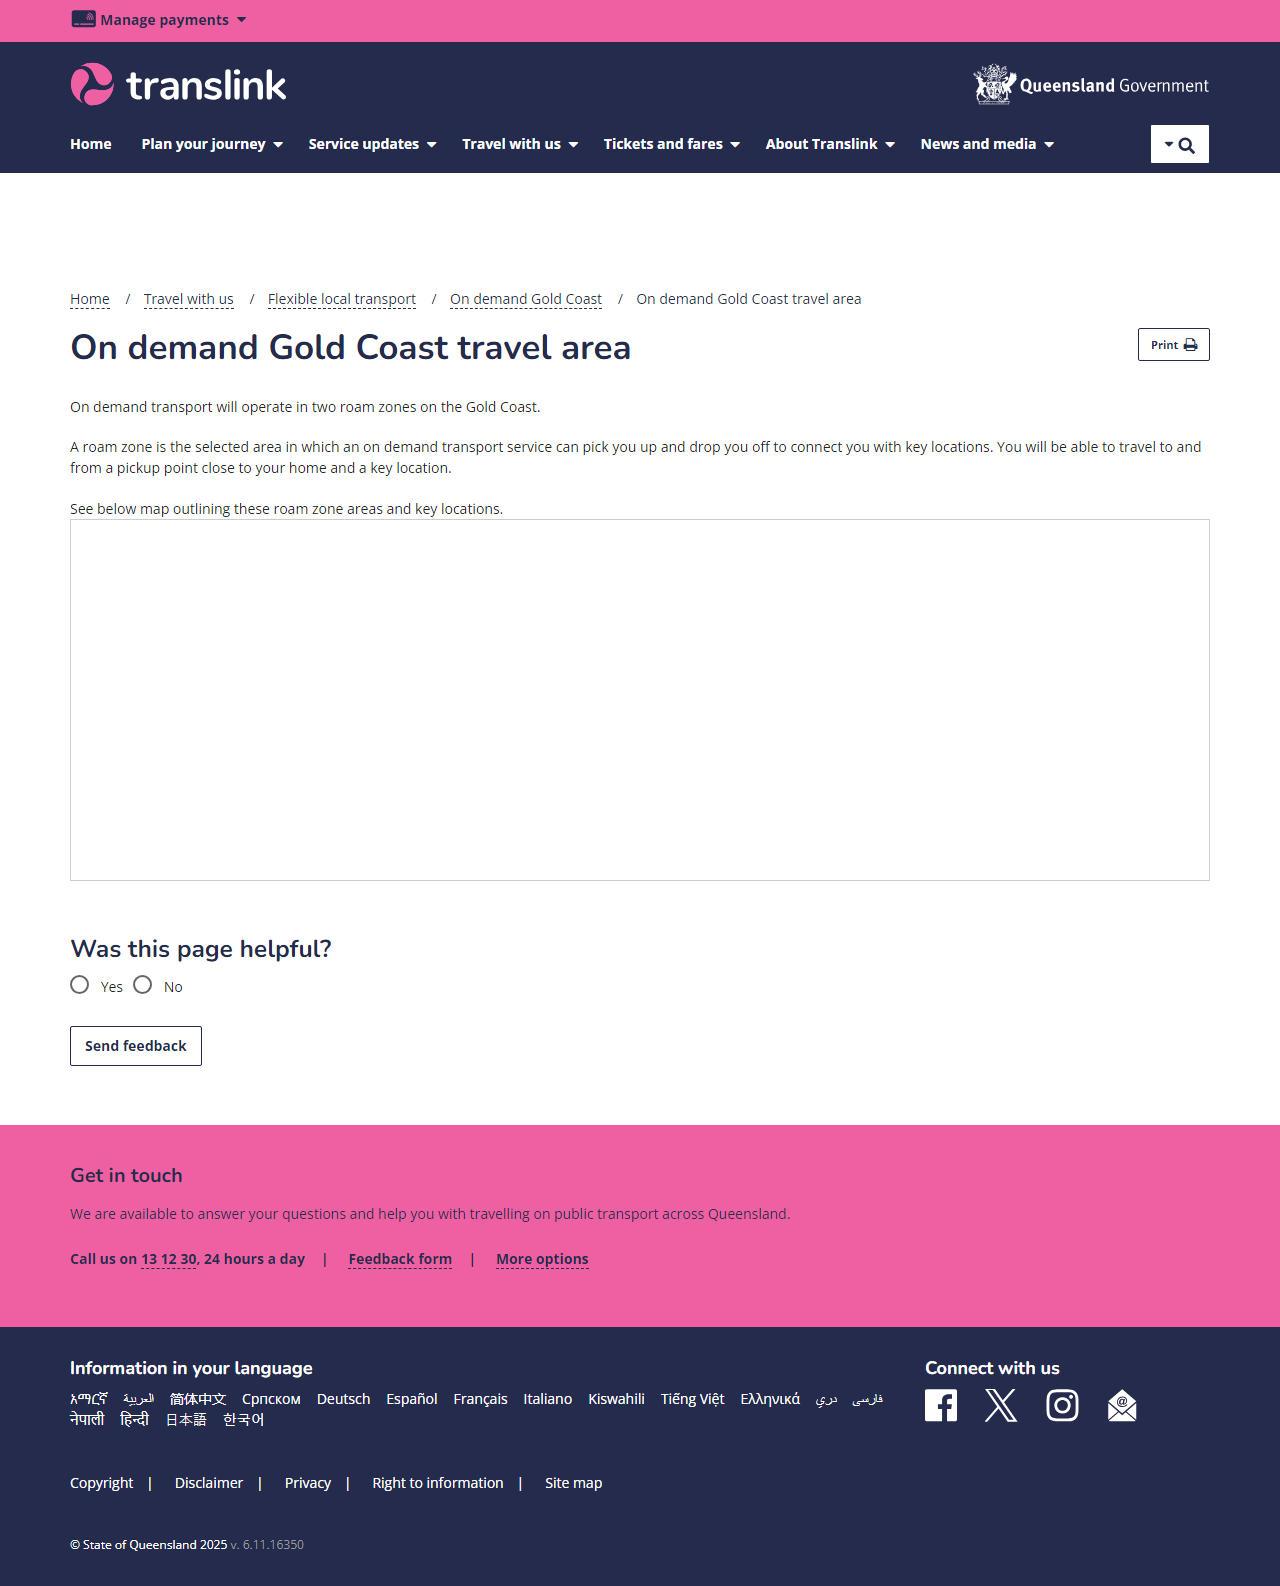 Manage payments
translink
Queensland Government
Home Plan your journey Service updates Travel with us Tickets and fares About Translink News and media
Home / Travel with us / Flexible local transport / On demand Gold Coast / On demand Gold Coast travel area
On demand Gold Coast travel area
Print
On demand transport will operate in two roam zones on the Gold Coast.
A roam zone is the selected area in which an on demand transport service can pick you up and drop you off to connect you with key locations. You will be able to travel to and
from a pickup point close to your home and a key location.
See below map outlining these roam zone areas and key locations.
Was this page helpful?
Yes No
Send feedback
Get in touch
We are available to answer your questions and help you with travelling on public transport across Queensland.
Call us on 13 12 30, 24 hours a day | Feedback form | More options
Information in your language
አማርኛ العربية 简体中文 Српском Deutsch Español Français Italiano Kiswahili Tiếng Việt Ελληνικά دري فارسی
नेपाली हिन्दी 日本語 한국어
Connect with us
Copyright | Disclaimer | Privacy | Right to information | Site map
© State of Queensland 2025 v. 6.11.16350